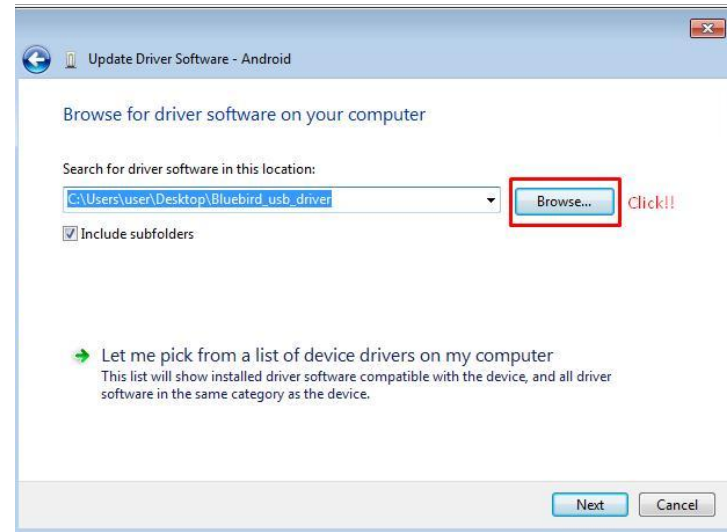 Update Driver Software - Android
Browse for driver software on your computer
Search for driver software in this location:
C:\Users\user\Desktop\Bluebird_usb_driver
Browse...
Click!!
Include subfolders
Let me pick from a list of device drivers on my computer
This list will show installed driver software compatible with the device, and all driver
software in the same category as the device.
Next
Cancel